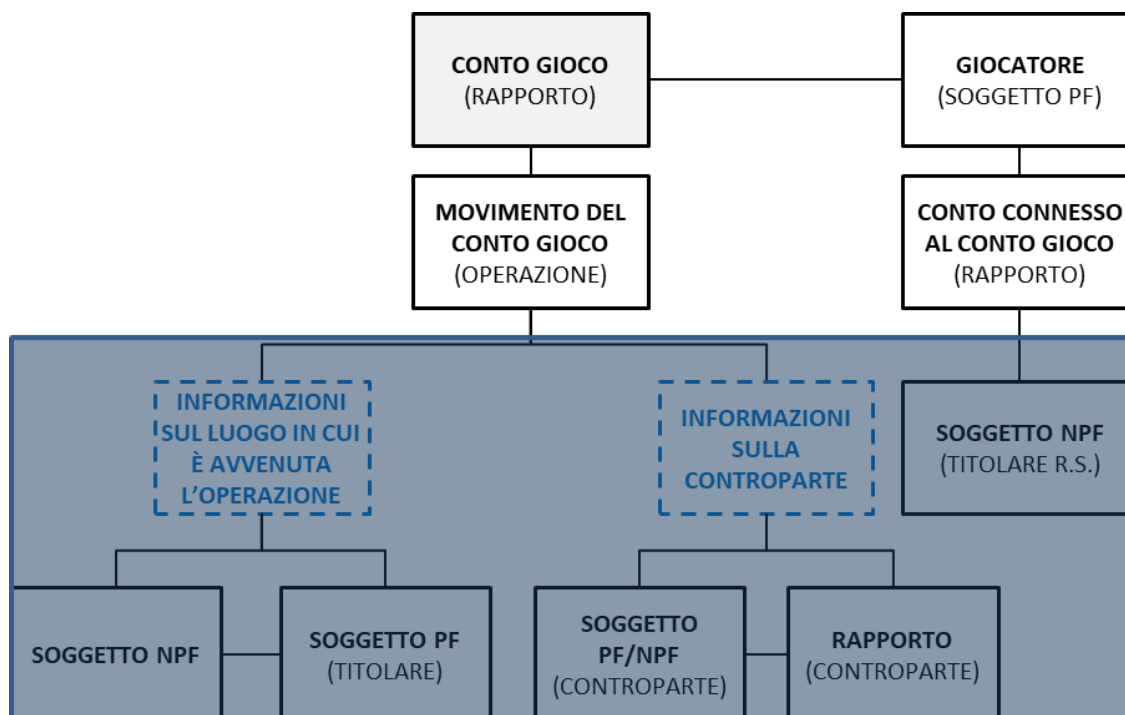 CONTO GIOCO
(RAPPORTO)
GIOCATORE
(SOGGETTO PF)
MOVIMENTO DEL
CONTO GIOCO
(OPERAZIONE)
CONTO CONNESSO
AL CONTO GIOCO
(RAPPORTO)
INFORMAZIONI
SUL LUOGO IN CUI
È AVVENUTA
L'OPERAZIONE
INFORMAZIONI
SULLA
CONTROPARTE
SOGGETTO NPF
(TITOLARE R.S.)
SOGGETTO NPF
SOGGETTO PF
(TITOLARE)
SOGGETTO
PF/NPF
(CONTROPARTE)
RAPPORTO
(CONTROPARTE)